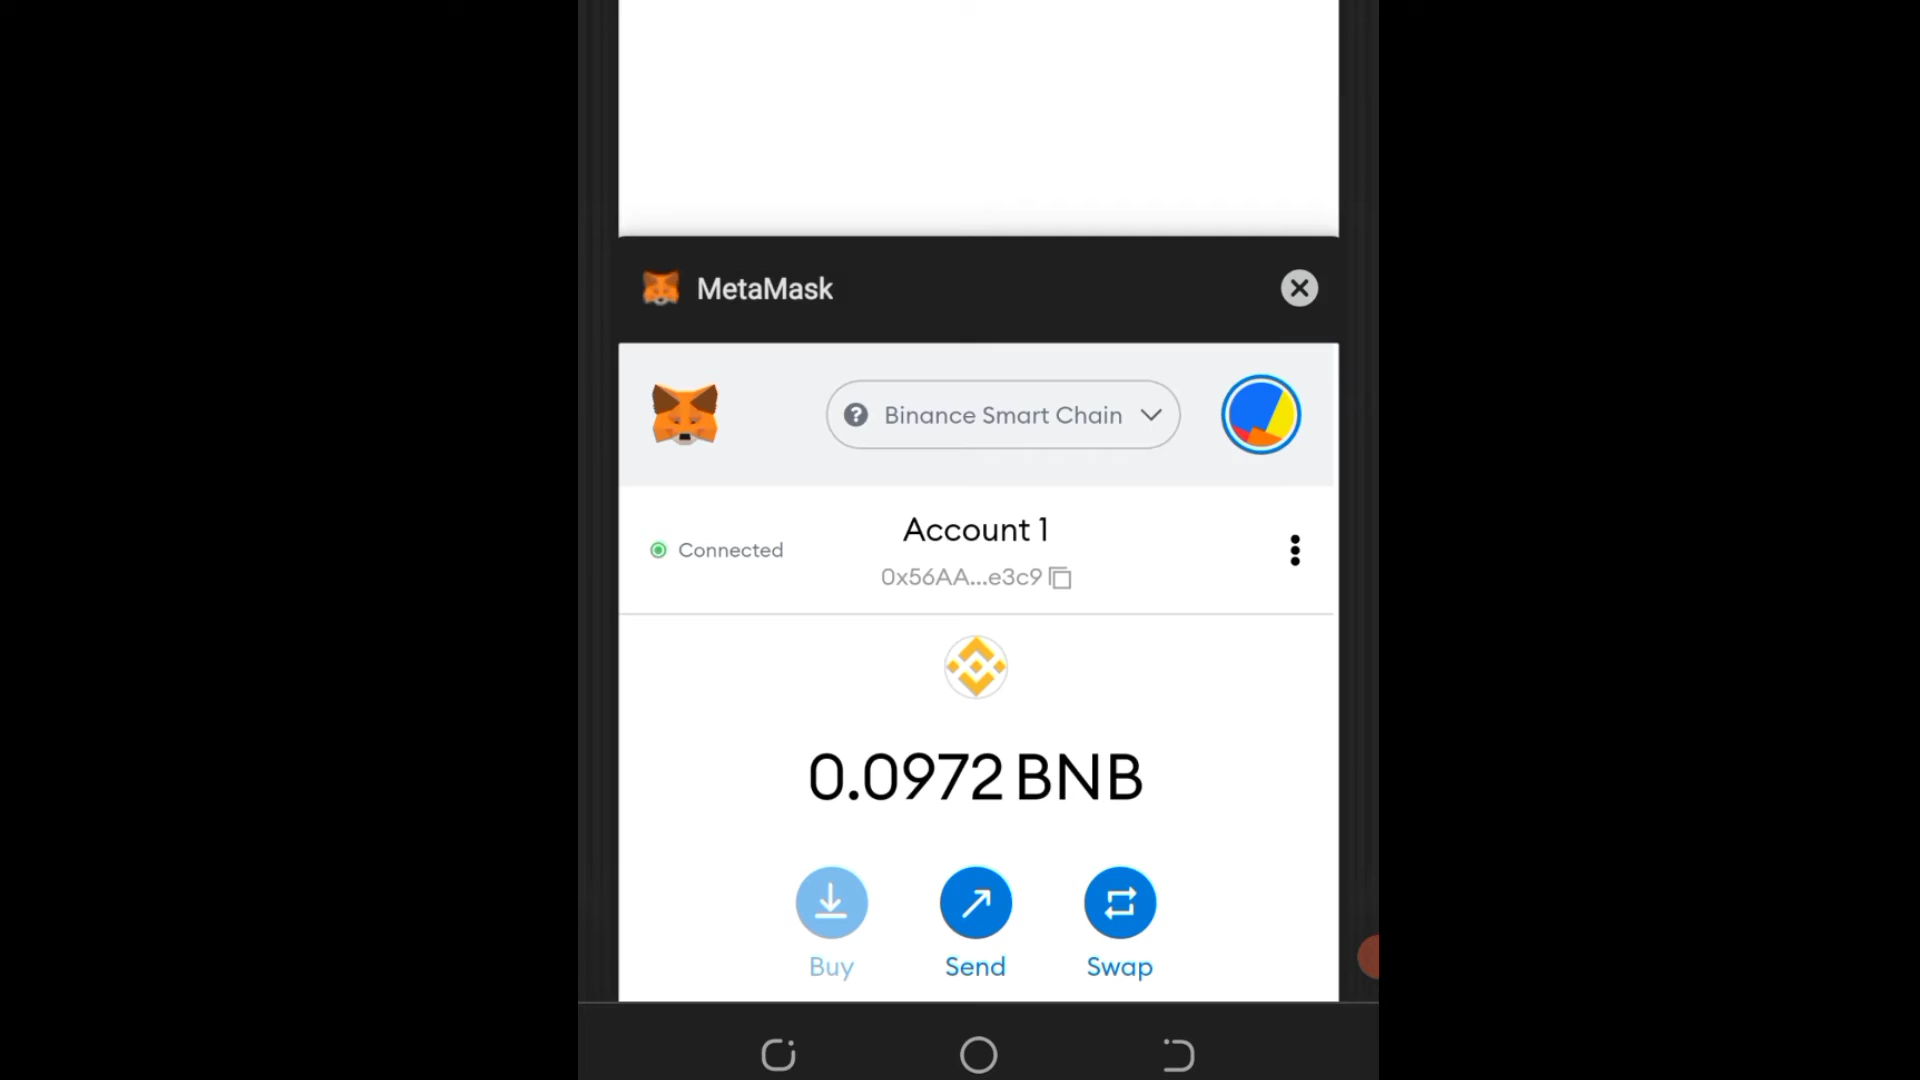 MetaMask
Binance Smart Chain
Connected
Account 1
0x56AA...e3c9
0.0972 BNB
Buy
Send
Swap